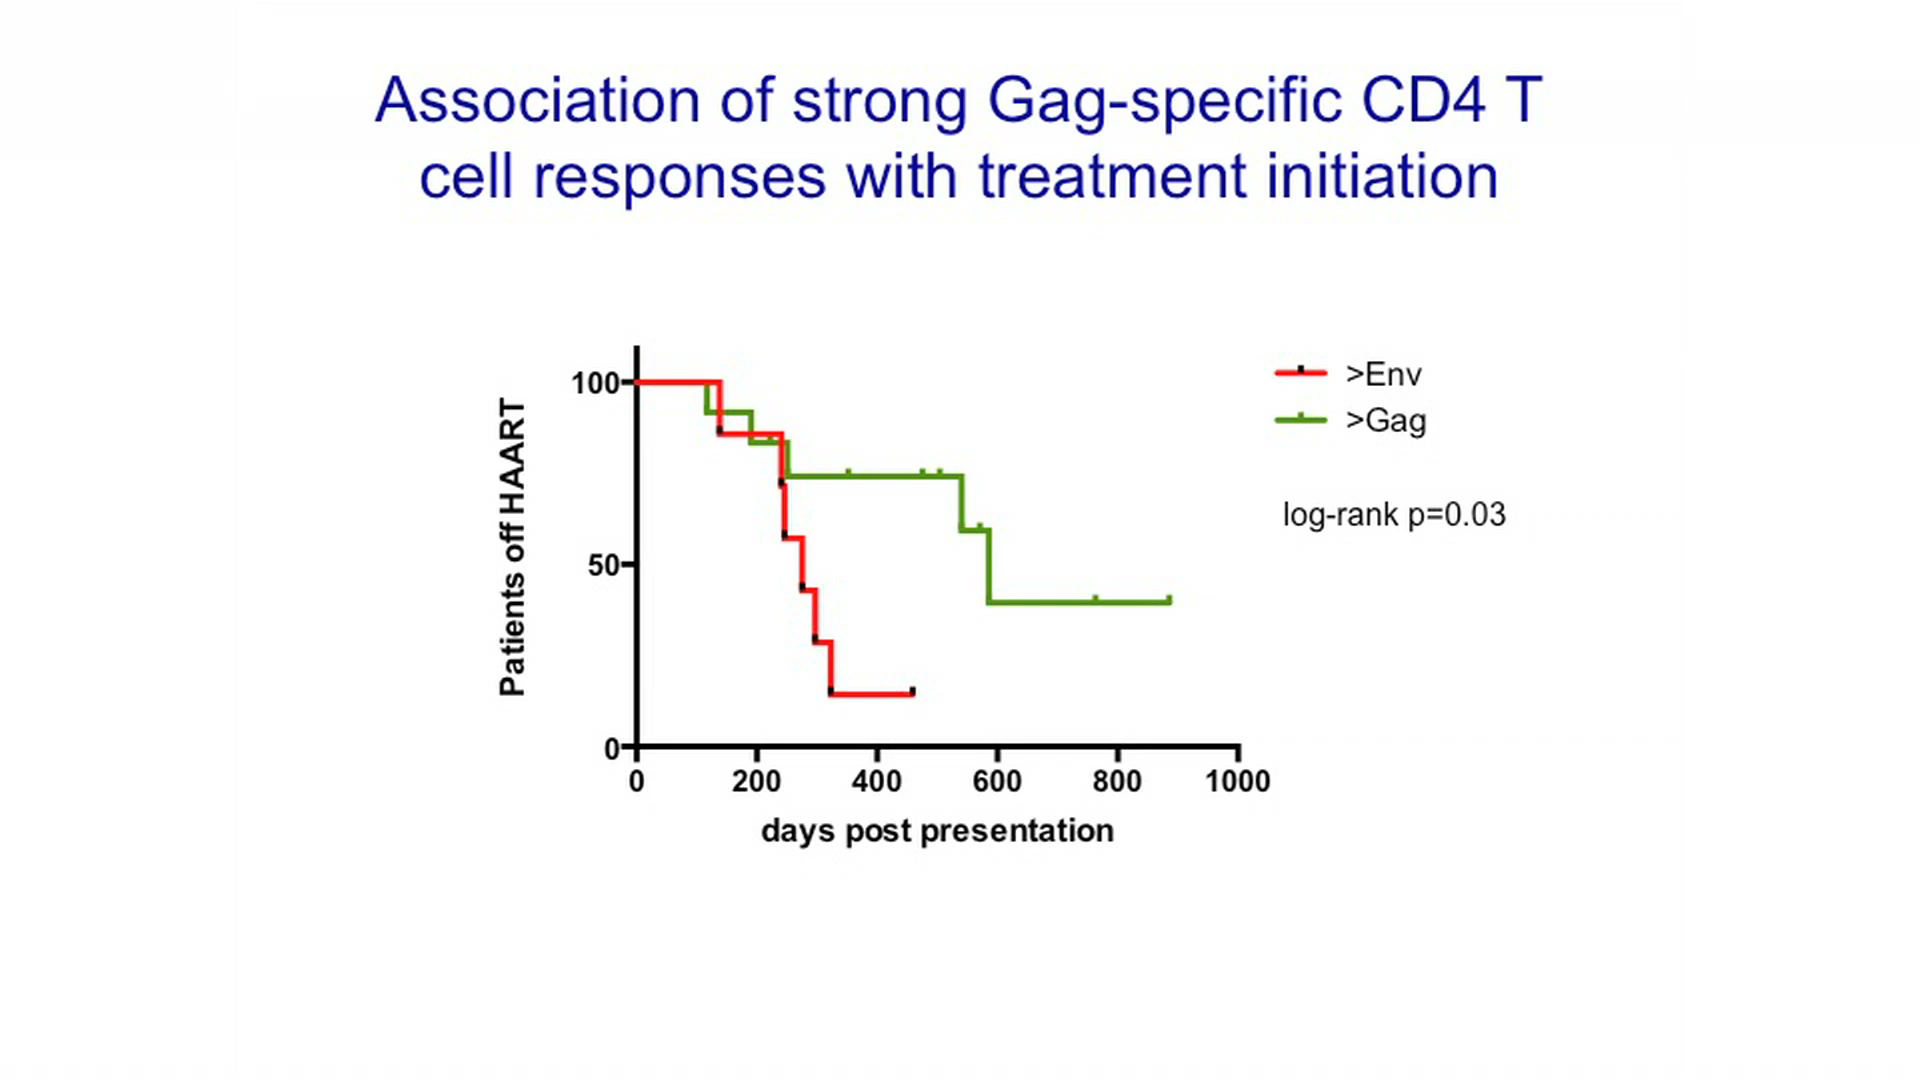 Association of strong Gag-specific CD4 T
cell responses with treatment initiation
Patients off HAART
100
50
0
0 200 400 600 800 1000
days post presentation
>Env
>Gag
log-rank p=0.03